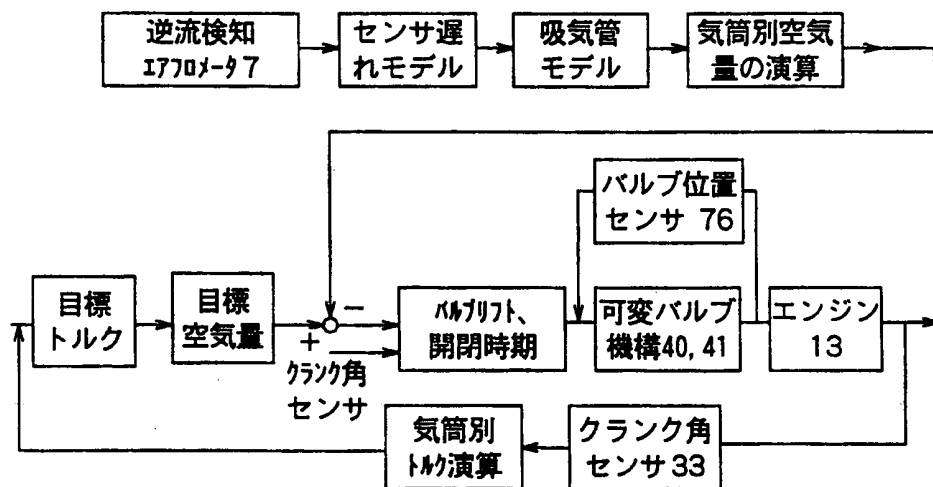 逆流検知
ｴｱﾌﾛﾒｰﾀ7
センサ遅
れモデル
吸気管
モデル
気筒別空気
量の演算
バルブ位置
センサ 76
目標
トルク
目標
空気量
−
+
クランク角
センサ
ﾊﾞﾙﾌﾞﾘﾌﾄ、
開閉時期
可変バルブ
機構40, 41
エンジン
13
気筒別
ﾄﾙｸ演算
クランク角
センサ33